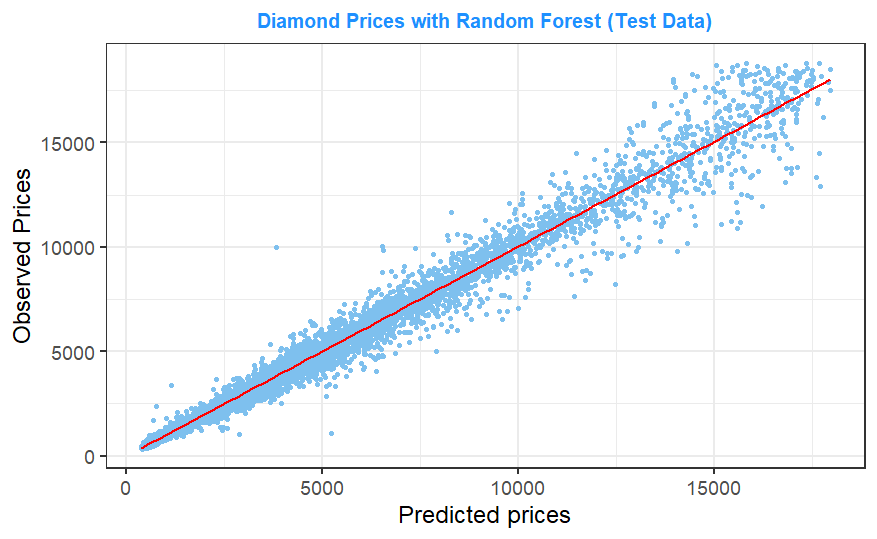 Diamond Prices with Random Forest (Test Data)
Observed Prices
15000
10000
5000
0
0 5000 10000 15000
Predicted prices